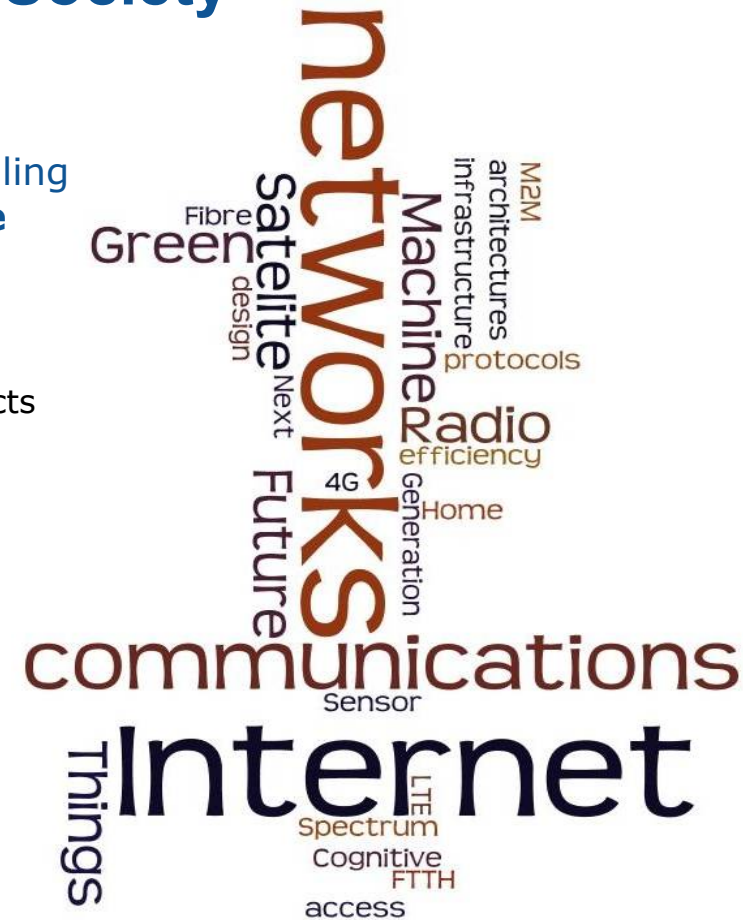 Society
networks
ling
e
cts
M2M
architectures
infrastructure
Machine
Satelite
Fibre
Green
design
Next
protocols
Radio
efficiency
4G
Generation
Home
Future
communications
Sensor
Internet
Things
LTE
Spectrum
Cognitive
FTTH
access